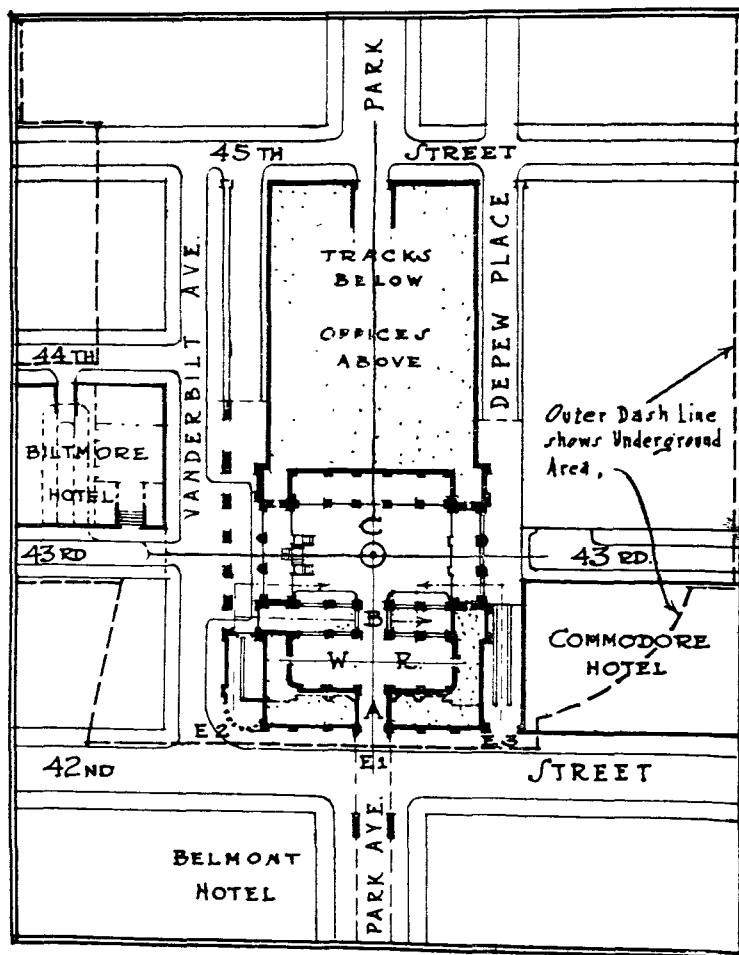 PARK
45TH STREET
TRACKS
BELOW
OFFICES
ABOVE
VANDERBILT AVE.
DEPEW PLACE
44TH
Outer Dash Line
shows Underground
Area.
BILTMORE
HOTEL
C
43RD
43RD.
B
COMMODORE
HOTEL
W R
A
E2
E3
E1
42ND STREET
PARK AVE.
BELMONT
HOTEL